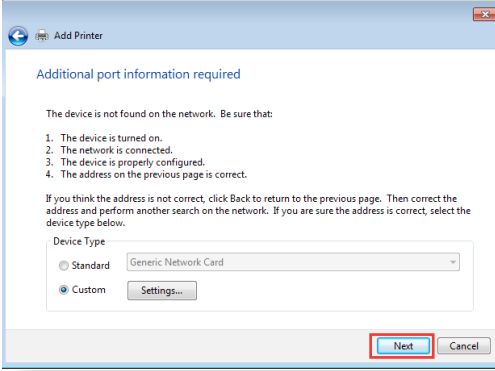 Add Printer
Additional port information required
The device is not found on the network. Be sure that:
1. The device is turned on.
2. The network is connected.
3. The device is properly configured.
4. The address on the previous page is correct.
If you think the address is not correct, click Back to return to the previous page. Then correct the
address and perform another search on the network. If you are sure the address is correct, select the
device type below.
Device Type
Standard Generic Network Card
Custom Settings...
Next Cancel